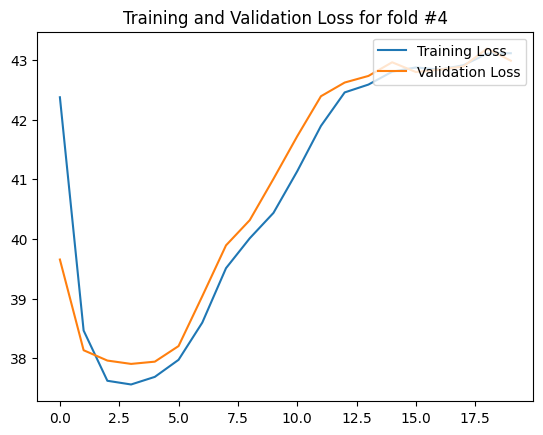 Training and Validation Loss for fold #4
Training Loss
Validation Loss
43
42
41
40
39
38
0.0 2.5 5.0 7.5 10.0 12.5 15.0 17.5